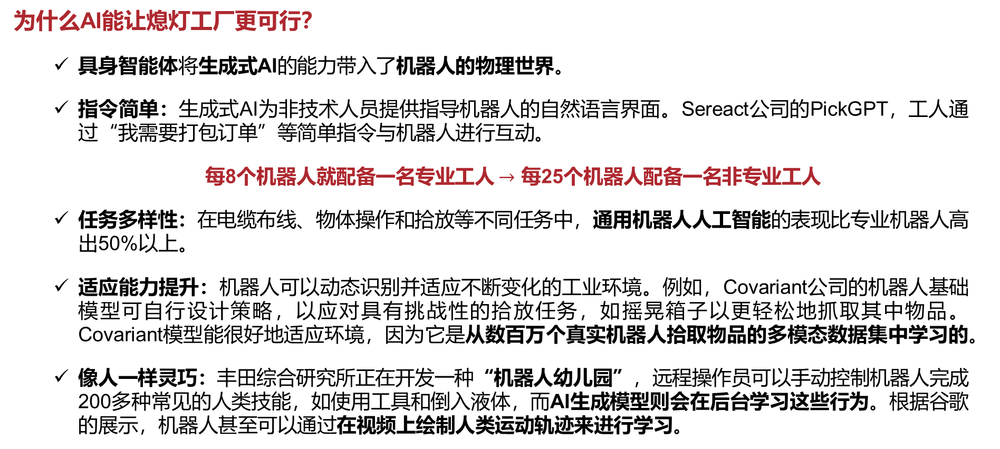 为什么AI能让熄灯工厂更可行？
✓ 具身智能体将生成式AI的能力带入了机器人的物理世界。
✓ 指令简单：生成式AI为非技术人员提供指导机器人的自然语言界面。Sereact公司的PickGPT，工人通
过“我需要打包订单”等简单指令与机器人进行互动。
每8个机器人就配备一名专业工人 → 每25个机器人配备一名非专业工人
✓ 任务多样性：在电缆布线、物体操作和拾放等不同任务中，通用机器人人工智能的表现比专业机器人高
出50%以上。
✓ 适应能力提升：机器人可以动态识别并适应不断变化的工业环境。例如，Covariant公司的机器人基础
模型可自行设计策略，以应对具有挑战性的拾放任务，如摇晃箱子以更轻松地抓取其中物品。
Covariant模型能很好地适应环境，因为它是从数百万个真实机器人拾取物品的多模态数据集中学习的。
✓ 像人一样灵巧：丰田综合研究所正在开发一种“机器人幼儿园”，远程操作员可以手动控制机器人完成
200多种常见的人类技能，如使用工具和倒入液体，而AI生成模型则会在后台学习这些行为。根据谷歌
的展示，机器人甚至可以通过在视频上绘制人类运动轨迹来进行学习。